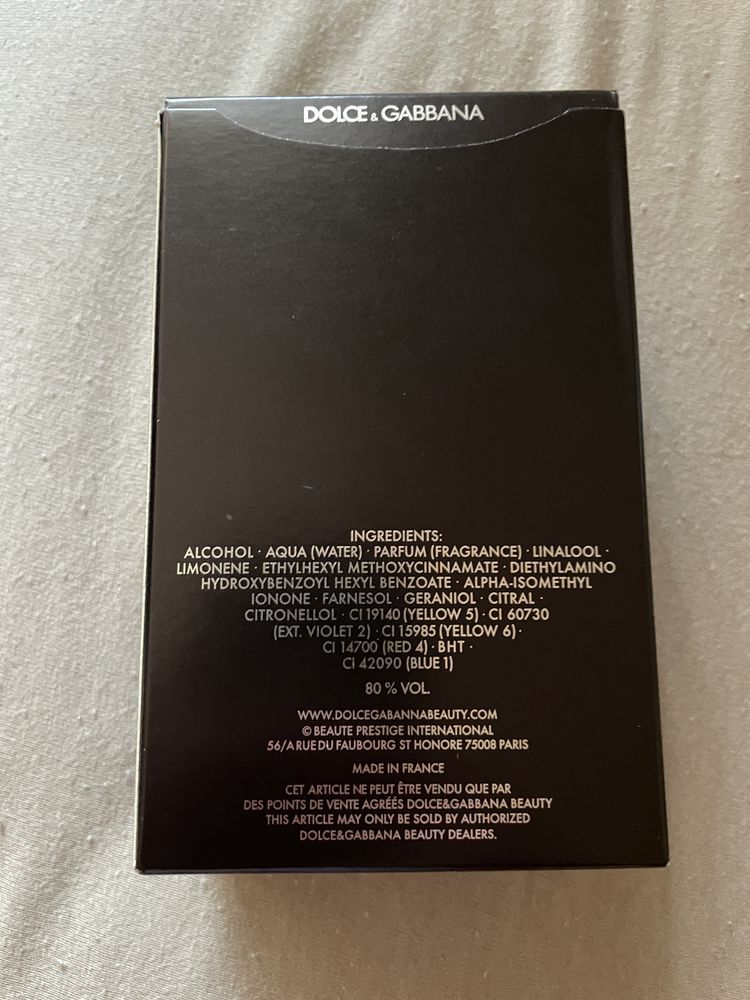 DOLCE & GABBANA
INGREDIENTS:
ALCOHOL · AQUA (WATER) · PARFUM (FRAGRANCE) · LINALOOL ·
LIMONENE · ETHYLHEXYL METHOXYCINNAMATE · DIETHYLAMINO
HYDROXYBENZOYL HEXYL BENZOATE · ALPHA-ISOMETHYL
IONONE · FARNESOL · GERANIOL · CITRAL ·
CITRONELLOL · CI 19140 (YELLOW 5) · CI 60730
(EXT. VIOLET 2) · CI 15985 (YELLOW 6) ·
CI 14700 (RED 4) · BHT ·
CI 42090 (BLUE 1)
80 % VOL.
WWW.DOLCEGABANNABEAUTY.COM
© BEAUTE PRESTIGE INTERNATIONAL
56/A RUE DU FAUBOURG ST HONORE 75008 PARIS
MADE IN FRANCE
CET ARTICLE NE PEUT ÊTRE VENDU QUE PAR
DES POINTS DE VENTE AGRÉÉS DOLCE&GABBANA BEAUTY
THIS ARTICLE MAY ONLY BE SOLD BY AUTHORIZED
DOLCE&GABBANA BEAUTY DEALERS.